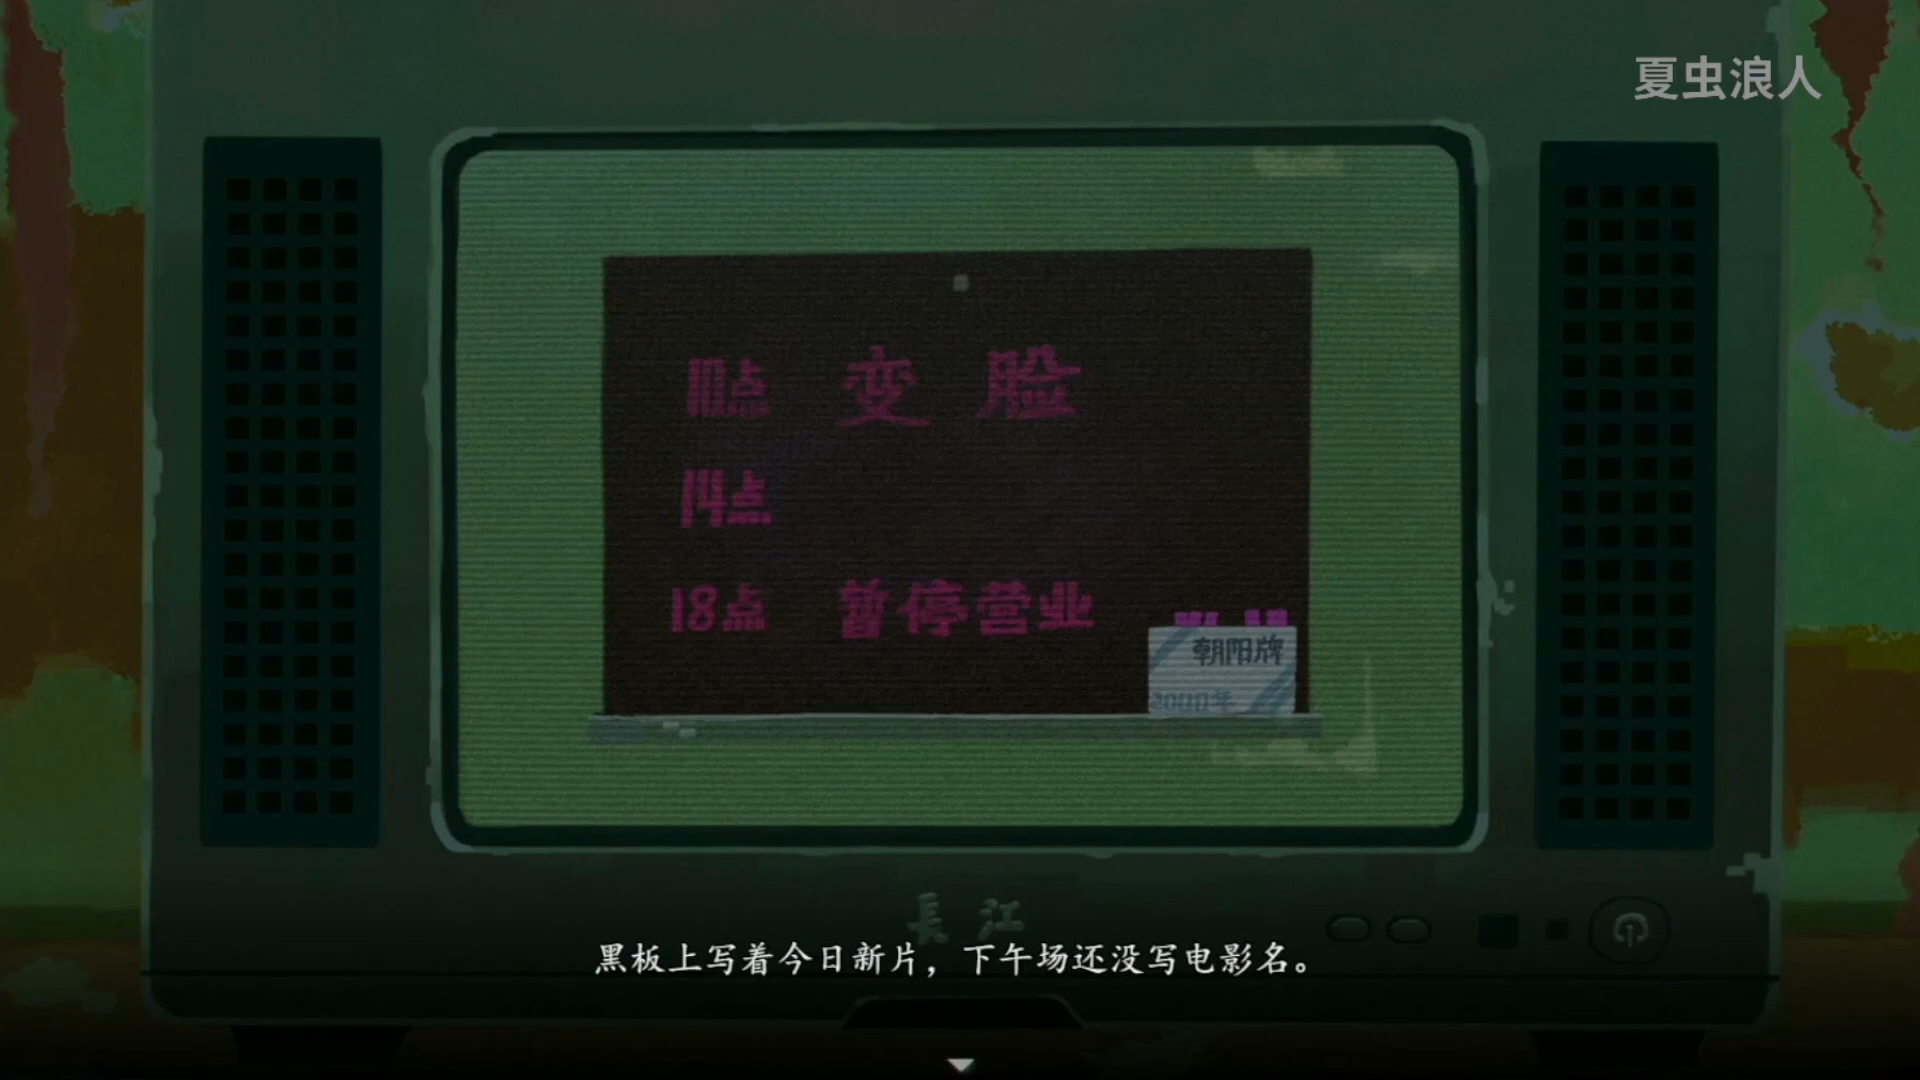 夏虫浪人
10点 变脸
14点
18点 暂停营业
朝阳牌
2000年
長江
黑板上写着今日新片，下午场还没写电影名。